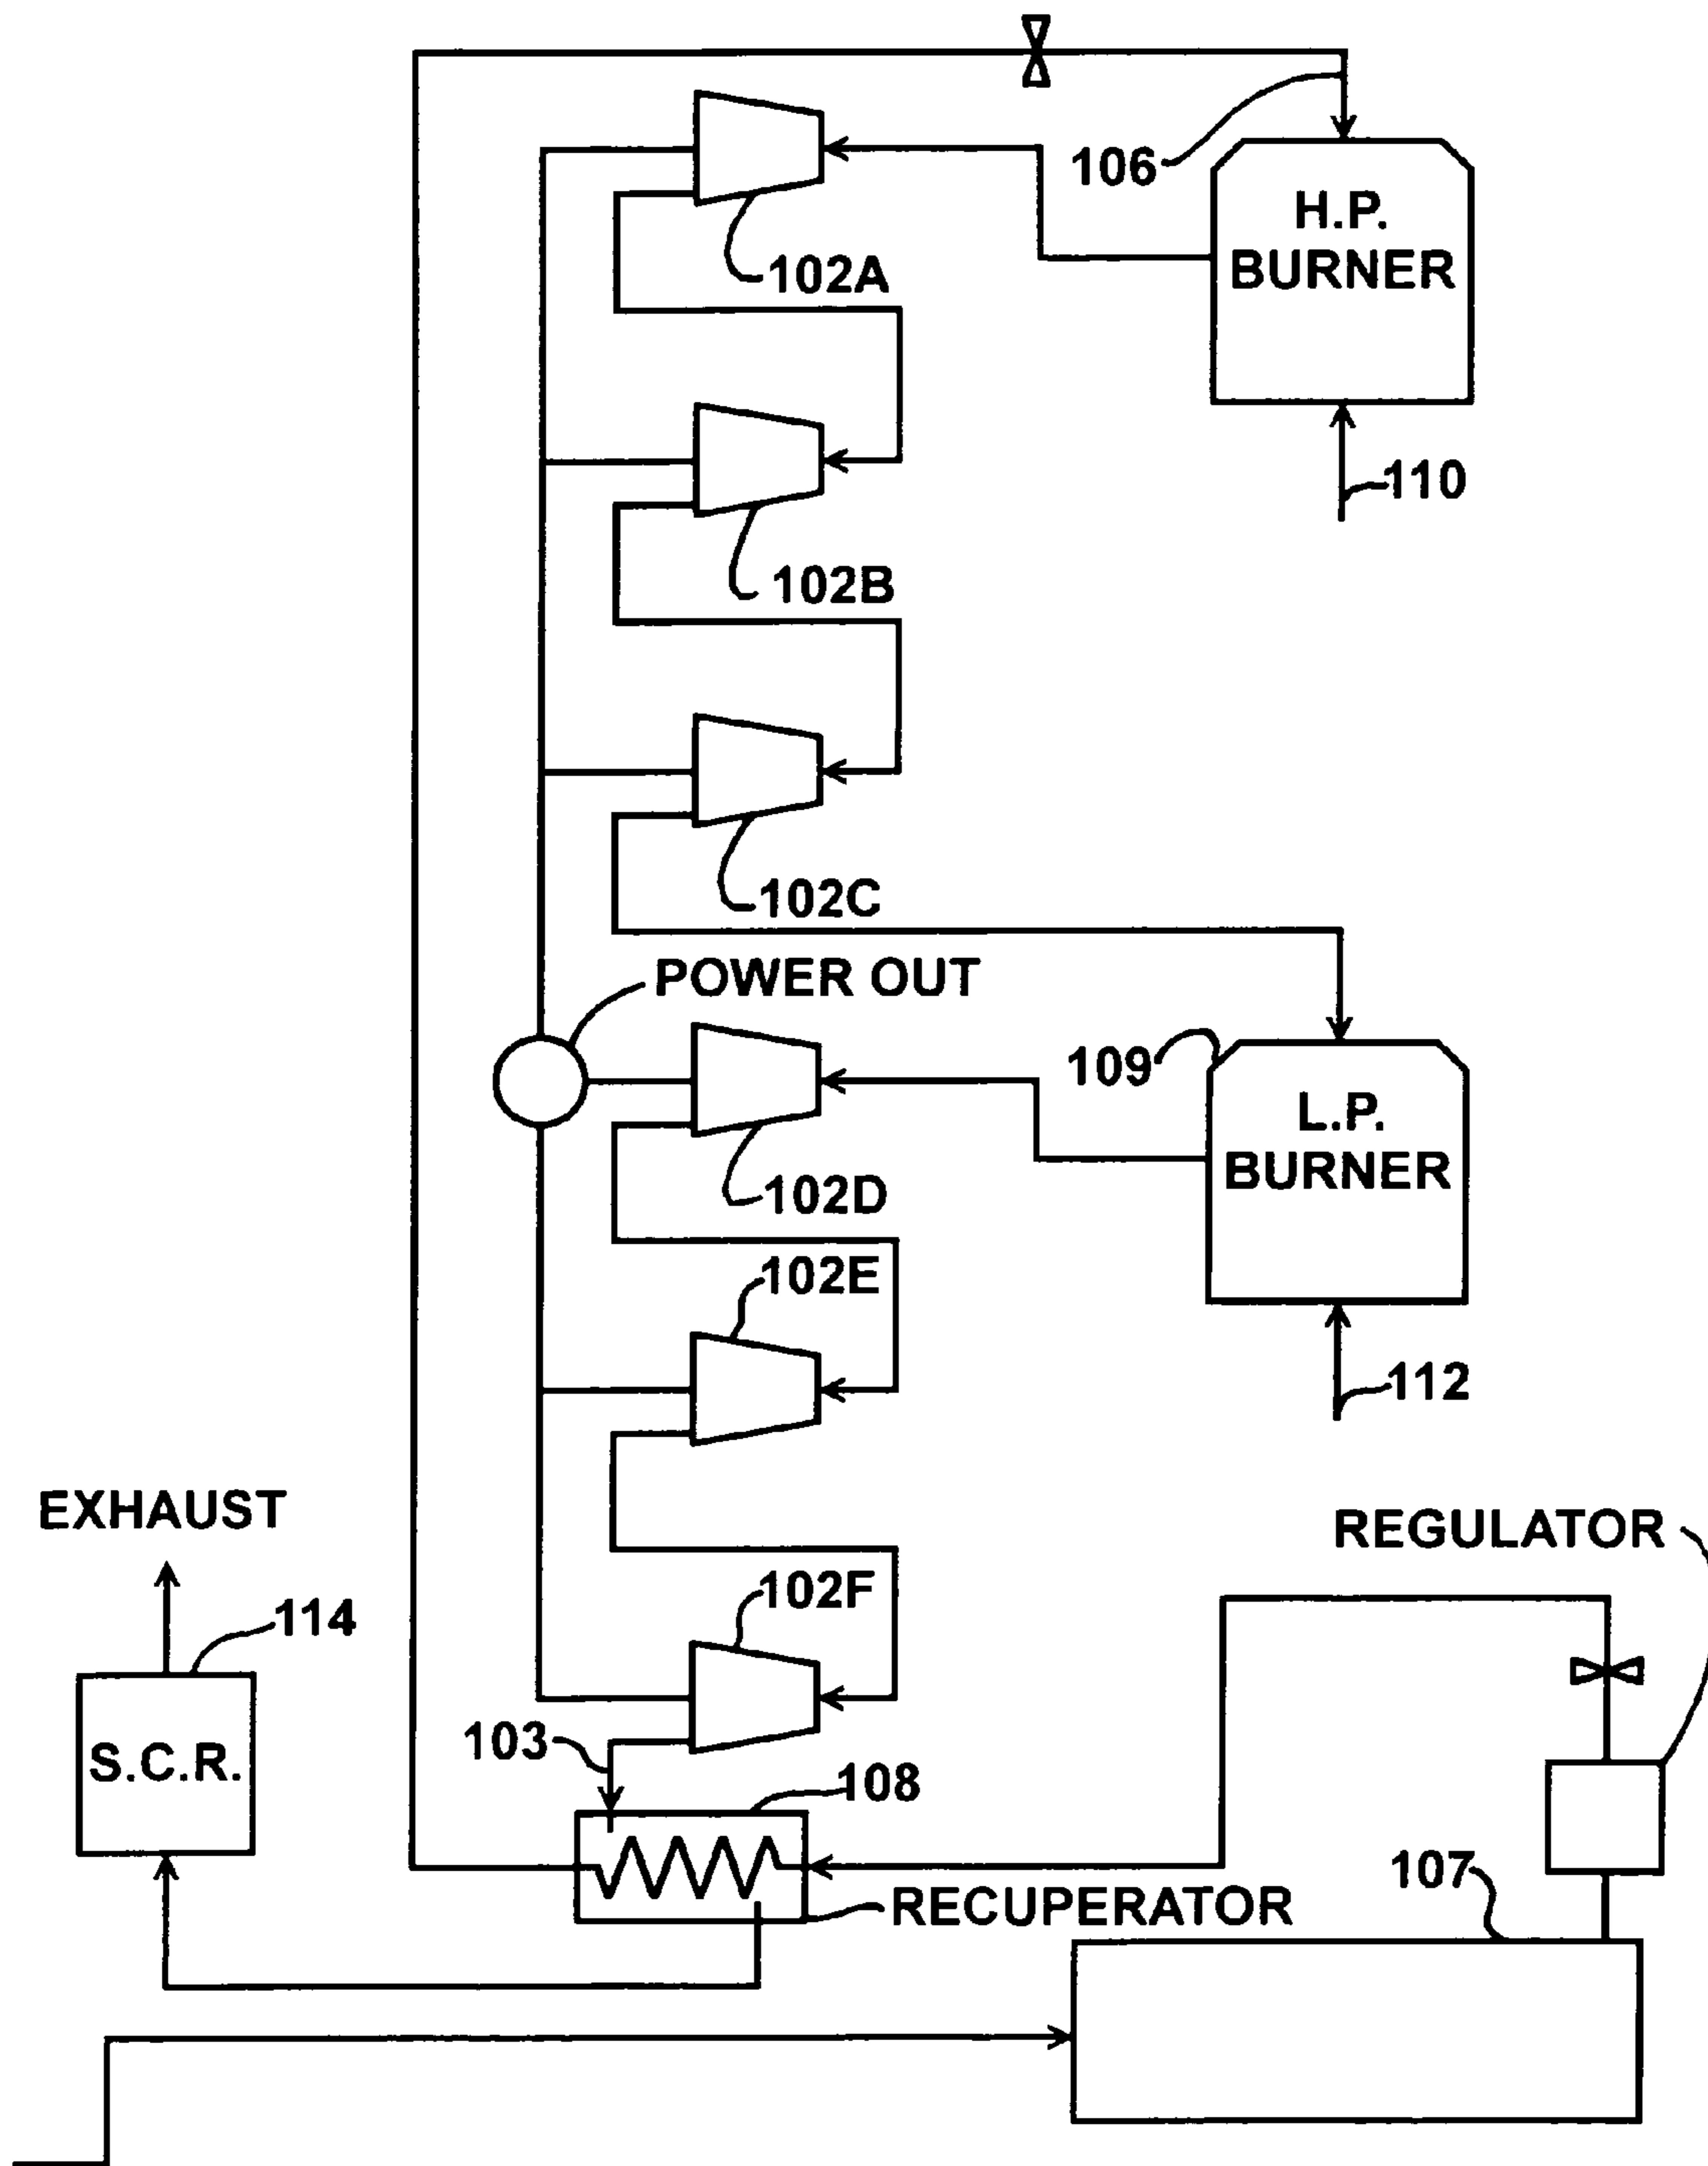 106
H.P.
BURNER
102A
110
102B
102C
POWER OUT
109
L.P.
BURNER
102D
102E
112
EXHAUST
REGULATOR
102F
114
103
S.C.R.
108
107
RECUPERATOR